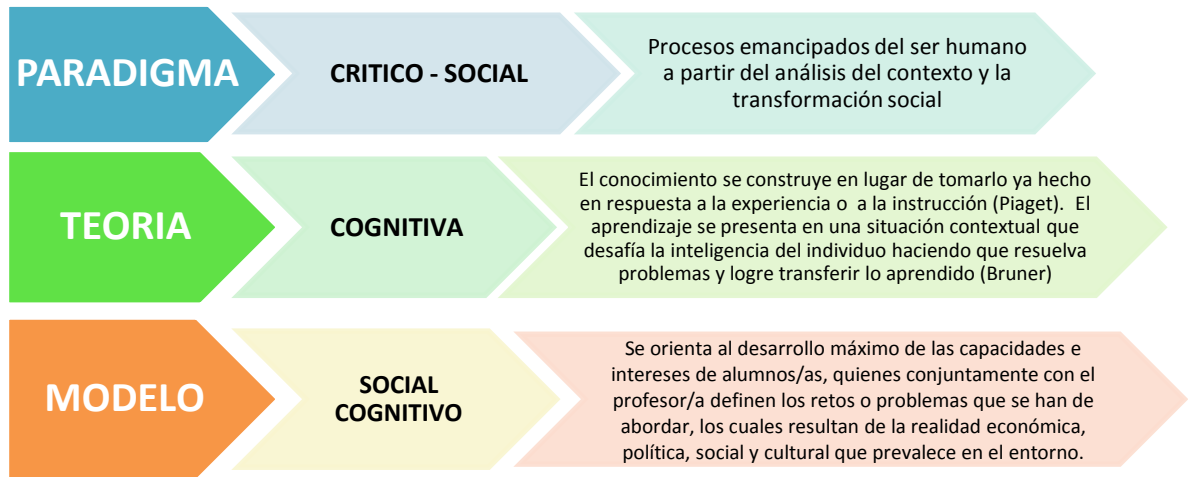 PARADIGMA
CRITICO - SOCIAL
Procesos emancipados del ser humano
a partir del análisis del contexto y la
transformación social
TEORIA
COGNITIVA
El conocimiento se construye en lugar de tomarlo ya hecho
en respuesta a la experiencia o a la instrucción (Piaget). El
aprendizaje se presenta en una situación contextual que
desafía la inteligencia del individuo haciendo que resuelva
problemas y logre transferir lo aprendido (Bruner)
MODELO
SOCIAL
COGNITIVO
Se orienta al desarrollo máximo de las capacidades e
intereses de alumnos/as, quienes conjuntamente con el
profesor/a definen los retos o problemas que se han de
abordar, los cuales resultan de la realidad económica,
política, social y cultural que prevalece en el entorno.